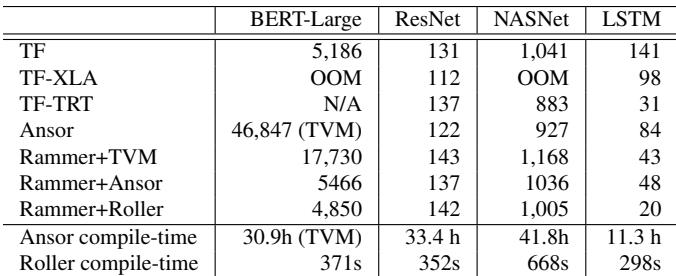 BERT-Large ResNet NASNet LSTM
TF 5,186 131 1,041 141
TF-XLA OOM 112 OOM 98
TF-TRT N/A 137 883 31
Ansor 46,847 (TVM) 122 927 84
Rammer+TVM 17,730 143 1,168 43
Rammer+Ansor 5466 137 1036 48
Rammer+Roller 4,850 142 1,005 20
Ansor compile-time 30.9h (TVM) 33.4 h 41.8h 11.3 h
Roller compile-time 371s 352s 668s 298s